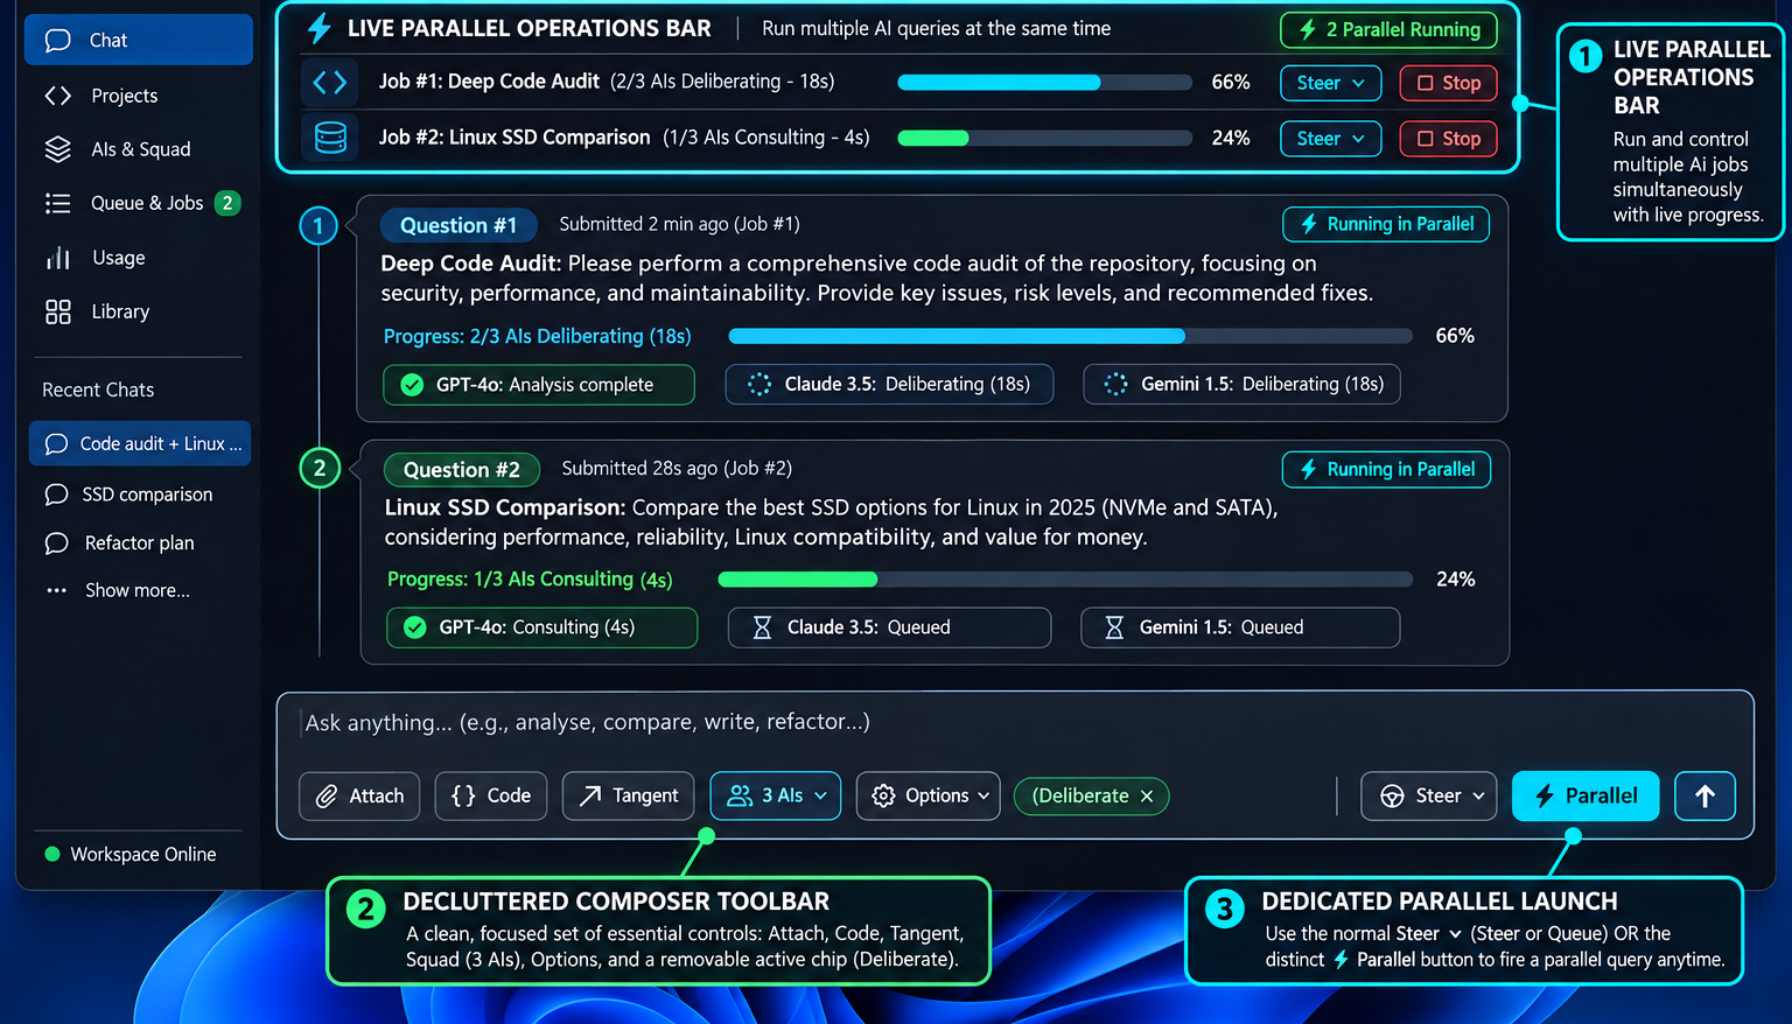 Chat
Projects
AIs & Squad
Queue & Jobs 2
Usage
Library
Recent Chats
Code audit + Linux ...
SSD comparison
Refactor plan
Show more...
Workspace Online
LIVE PARALLEL OPERATIONS BAR | Run multiple AI queries at the same time
2 Parallel Running
Job #1: Deep Code Audit (2/3 AIs Deliberating - 18s) 66% Steer Stop
Job #2: Linux SSD Comparison (1/3 AIs Consulting - 4s) 24% Steer Stop
1 Question #1 Submitted 2 min ago (Job #1) Running in Parallel
Deep Code Audit: Please perform a comprehensive code audit of the repository, focusing on
security, performance, and maintainability. Provide key issues, risk levels, and recommended fixes.
Progress: 2/3 AIs Deliberating (18s) 66%
GPT-4o: Analysis complete Claude 3.5: Deliberating (18s) Gemini 1.5: Deliberating (18s)
2 Question #2 Submitted 28s ago (Job #2) Running in Parallel
Linux SSD Comparison: Compare the best SSD options for Linux in 2025 (NVMe and SATA),
considering performance, reliability, Linux compatibility, and value for money.
Progress: 1/3 AIs Consulting (4s) 24%
GPT-4o: Consulting (4s) Claude 3.5: Queued Gemini 1.5: Queued
Ask anything... (e.g., analyse, compare, write, refactor...)
Attach {} Code Tangent 3 AIs Options (Deliberate × Steer Parallel
1 LIVE PARALLEL
OPERATIONS
BAR
Run and control
multiple Ai jobs
simultaneously
with live progress.
2 DECLUTTERED COMPOSER TOOLBAR
A clean, focused set of essential controls: Attach, Code, Tangent,
Squad (3 AIs), Options, and a removable active chip (Deliberate).
3 DEDICATED PARALLEL LAUNCH
Use the normal Steer (Steer or Queue) OR the
distinct Parallel button to fire a parallel query anytime.